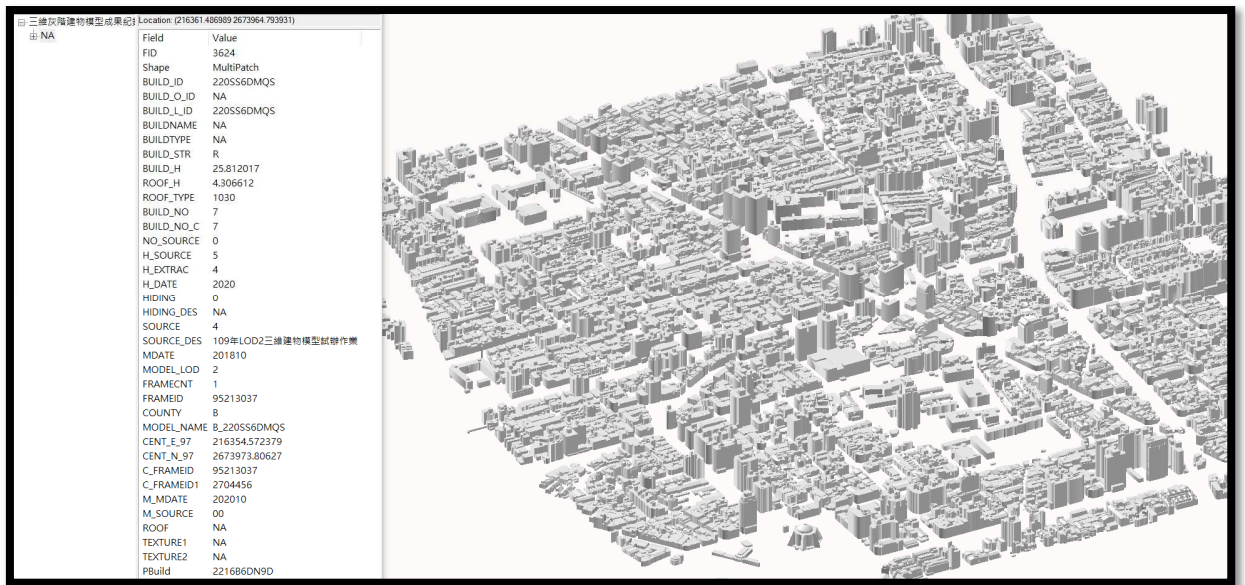 三維灰階建物模型成果紀
NA
Location: (216361.486989 2673964.793931)
Field Value
FID 3624
Shape MultiPatch
BUILD_ID 220SS6DMQS
BUILD_O_ID NA
BUILD_L_ID 220SS6DMQS
BUILDNAME NA
BUILDTYPE NA
BUILD_STR R
BUILD_H 25.812017
ROOF_H 4.306612
ROOF_TYPE 1030
BUILD_NO 7
BUILD_NO_C 7
NO_SOURCE 0
H_SOURCE 5
H_EXTRAC 4
H_DATE 2020
HIDING 0
HIDING_DES NA
SOURCE 4
SOURCE_DES 109年LOD2三維建物模型試辦作業
MDATE 201810
MODEL_LOD 2
FRAMECNT 1
FRAMEID 95213037
COUNTY B
MODEL_NAME B_220SS6DMQS
CENT_E_97 216354.572379
CENT_N_97 2673973.80627
C_FRAMEID 95213037
C_FRAMEID1 2704456
M_MDATE 202010
M_SOURCE 00
ROOF NA
TEXTURE1 NA
TEXTURE2 NA
PBuild 2216B6DN9D